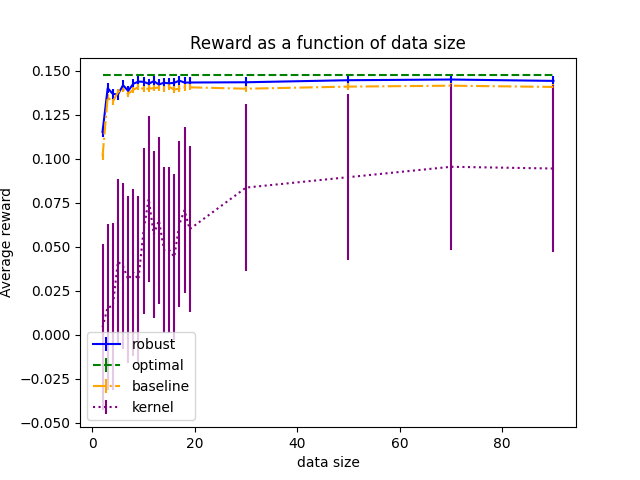 Reward as a function of data size
Average reward
0.150
0.125
0.100
0.075
0.050
0.025
0.000
−0.025
−0.050
robust
optimal
baseline
kernel
0 20 40 60 80
data size